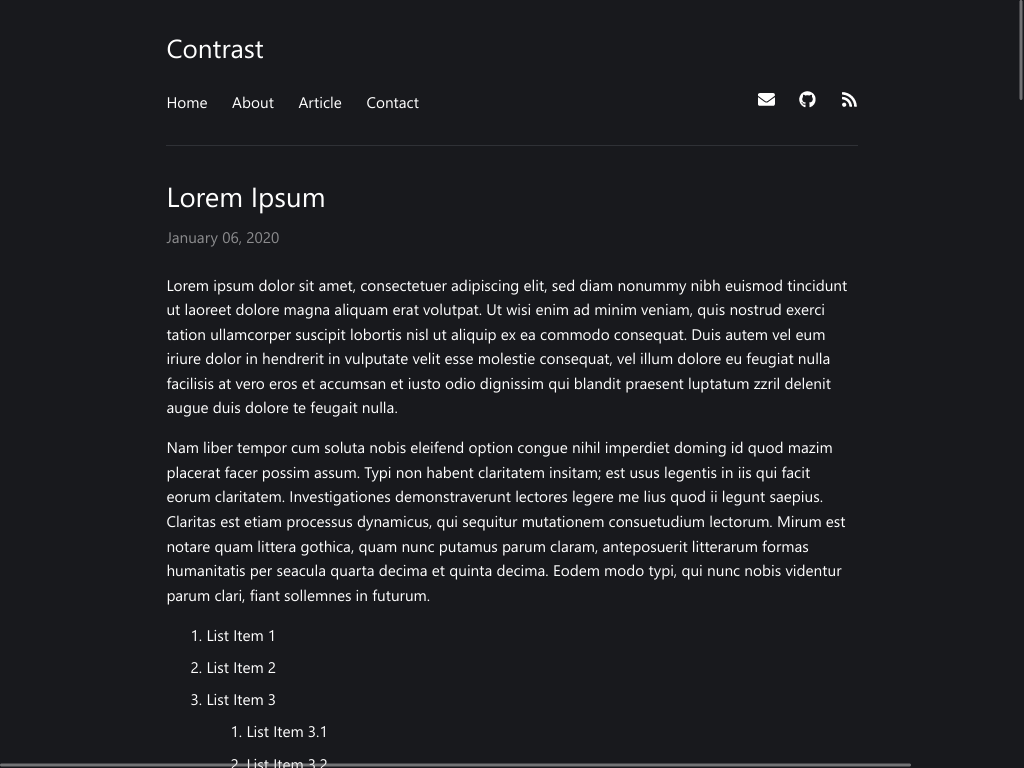 Contrast
Home About Article Contact
Lorem Ipsum
January 06, 2020
Lorem ipsum dolor sit amet, consectetuer adipiscing elit, sed diam nonummy nibh euismod tincidunt
ut laoreet dolore magna aliquam erat volutpat. Ut wisi enim ad minim veniam, quis nostrud exerci
tation ullamcorper suscipit lobortis nisl ut aliquip ex ea commodo consequat. Duis autem vel eum
iriure dolor in hendrerit in vulputate velit esse molestie consequat, vel illum dolore eu feugiat nulla
facilisis at vero eros et accumsan et iusto odio dignissim qui blandit praesent luptatum zzril delenit
augue duis dolore te feugait nulla.
Nam liber tempor cum soluta nobis eleifend option congue nihil imperdiet doming id quod mazim
placerat facer possim assum. Typi non habent claritatem insitam; est usus legentis in iis qui facit
eorum claritatem. Investigationes demonstraverunt lectores legere me lius quod ii legunt saepius.
Claritas est etiam processus dynamicus, qui sequitur mutationem consuetudium lectorum. Mirum est
notare quam littera gothica, quam nunc putamus parum claram, anteposuerit litterarum formas
humanitatis per seacula quarta decima et quinta decima. Eodem modo typi, qui nunc nobis videntur
parum clari, fiant sollemnes in futurum.
1. List Item 1
2. List Item 2
3. List Item 3
1. List Item 3.1
2. List Item 3.2